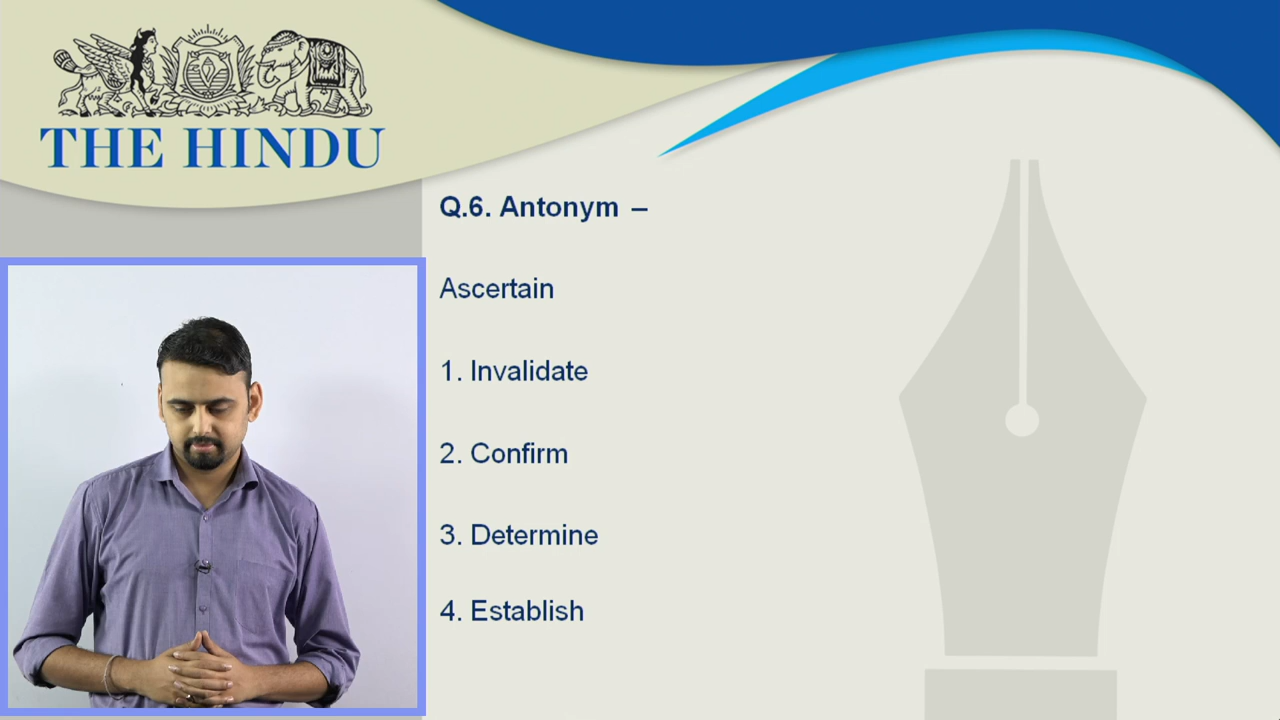 THE HINDU
Q.6. Antonym –
Ascertain
1. Invalidate
2. Confirm
3. Determine
4. Establish